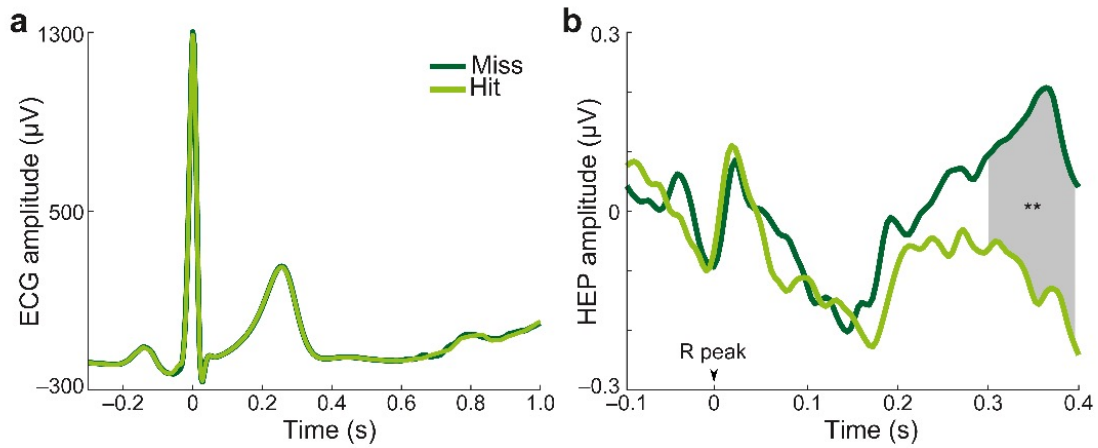 a
1300
500
–300
ECG amplitude (µV)
Miss
Hit
–0.2
0
0.2
0.4
0.6
0.8
1.0
Time (s)
b
0.3
0
–0.3
HEP amplitude (µV)
**
R peak
–0.1
0
0.1
0.2
0.3
0.4
Time (s)